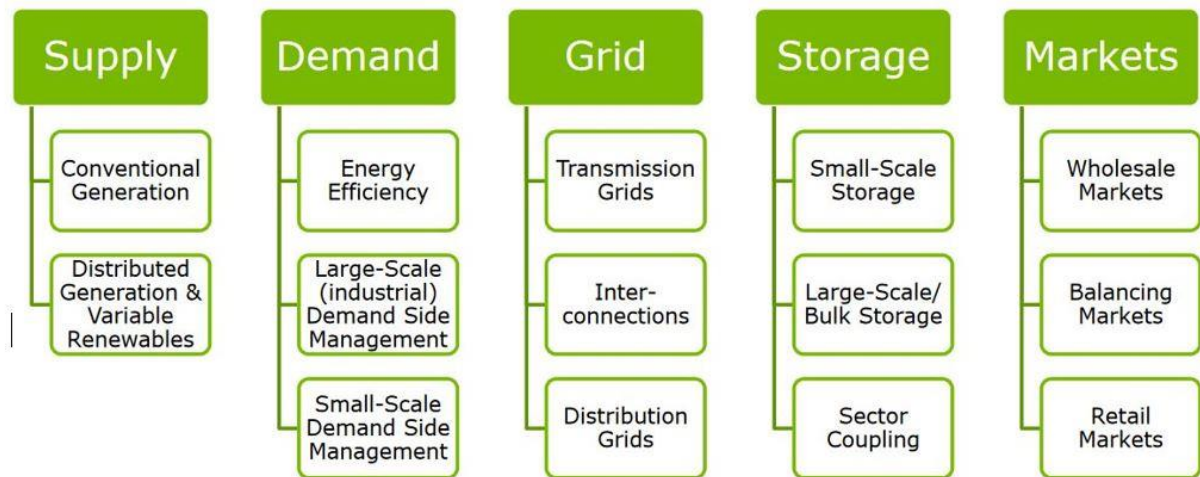 Supply
Conventional
Generation
Distributed
Generation &
Variable
Renewables
Demand
Energy
Efficiency
Large-Scale
(industrial)
Demand Side
Management
Small-Scale
Demand Side
Management
Grid
Transmission
Grids
Inter-
connections
Distribution
Grids
Storage
Small-Scale
Storage
Large-Scale/
Bulk Storage
Sector
Coupling
Markets
Wholesale
Markets
Balancing
Markets
Retail
Markets